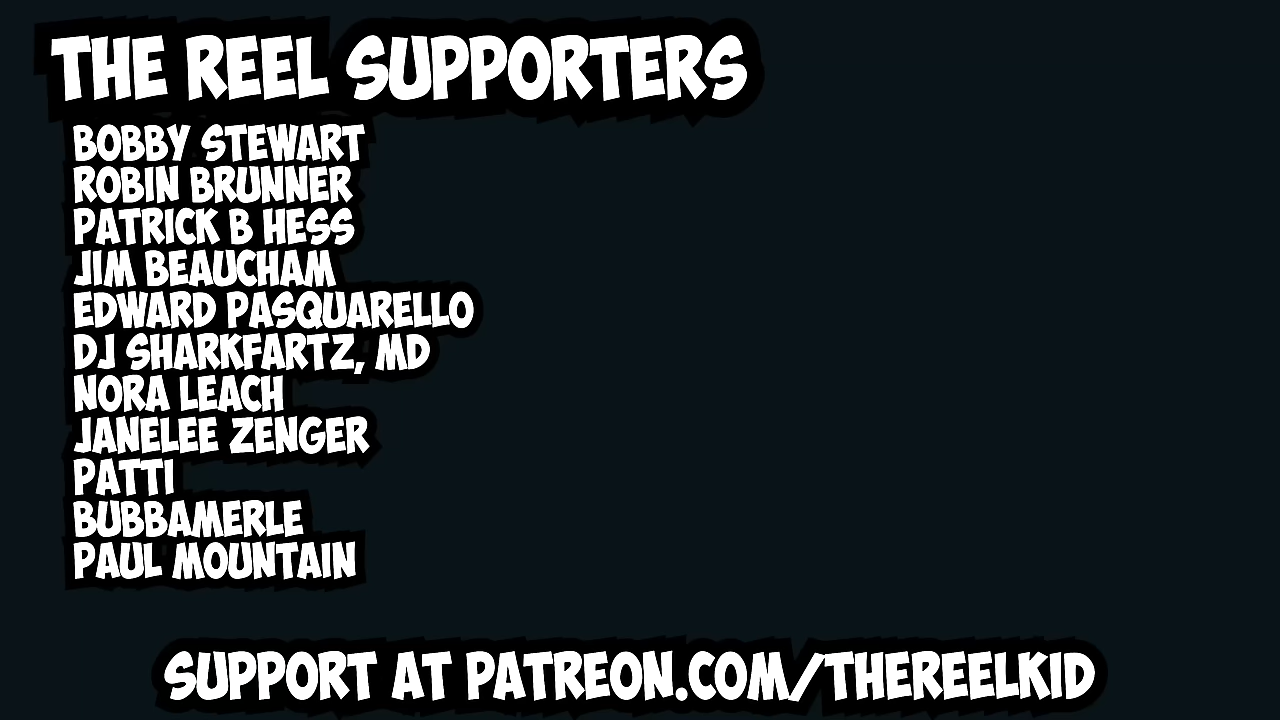 THE REEL SUPPORTERS
BOBBY STEWART
ROBIN BRUNNER
PATRICK B HESS
JIM BEAUCHAM
EDWARD PASQUARELLO
DJ SHARKFARTZ, MD
NORA LEACH
JANELEE ZENGER
PATTI
BUBBAMERLE
PAUL MOUNTAIN
SUPPORT AT PATREON.COM/THEREELKID